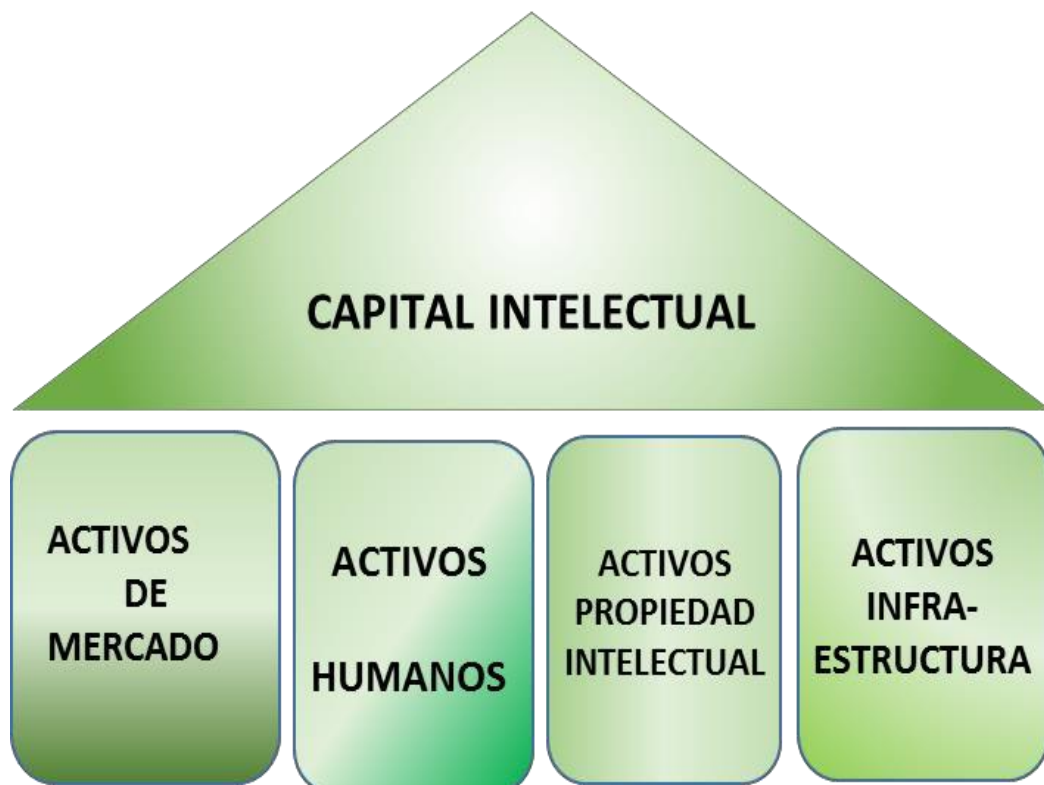 CAPITAL INTELECTUAL
ACTIVOS
DE
MERCADO
ACTIVOS
HUMANOS
ACTIVOS
PROPIEDAD
INTELECTUAL
ACTIVOS
INFRA-
ESTRUCTURA